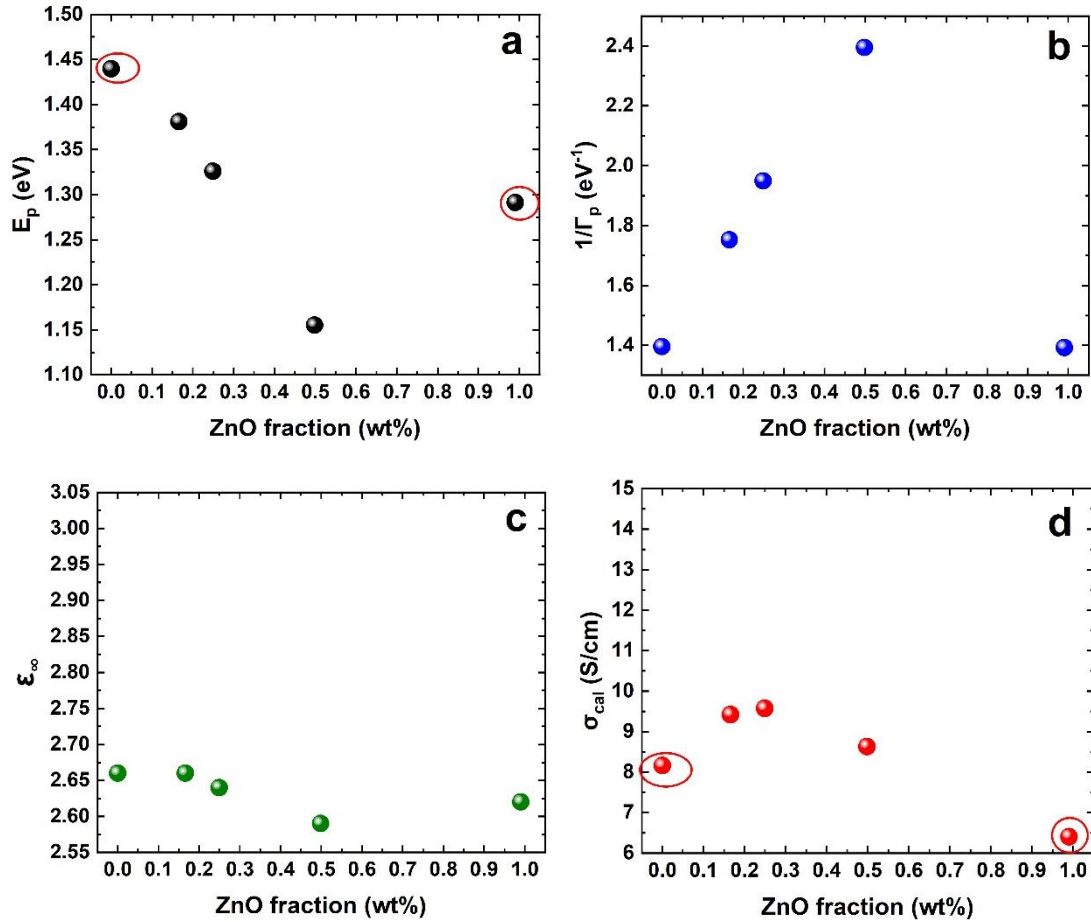 a
1.50
1.45
1.40
1.35
1.30
1.25
1.20
1.15
1.10
E_p (eV)
0.0 0.1 0.2 0.3 0.4 0.5 0.6 0.7 0.8 0.9 1.0
ZnO fraction (wt%)
b
2.4
2.2
2.0
1.8
1.6
1.4
1/Γ_p (eV⁻¹)
0.0 0.1 0.2 0.3 0.4 0.5 0.6 0.7 0.8 0.9 1.0
ZnO fraction (wt%)
c
3.05
3.00
2.95
2.90
2.85
2.80
2.75
2.70
2.65
2.60
2.55
ε_∞
0.0 0.1 0.2 0.3 0.4 0.5 0.6 0.7 0.8 0.9 1.0
ZnO fraction (wt%)
d
15
14
13
12
11
10
9
8
7
6
σ_cal (S/cm)
0.0 0.1 0.2 0.3 0.4 0.5 0.6 0.7 0.8 0.9 1.0
ZnO fraction (wt%)